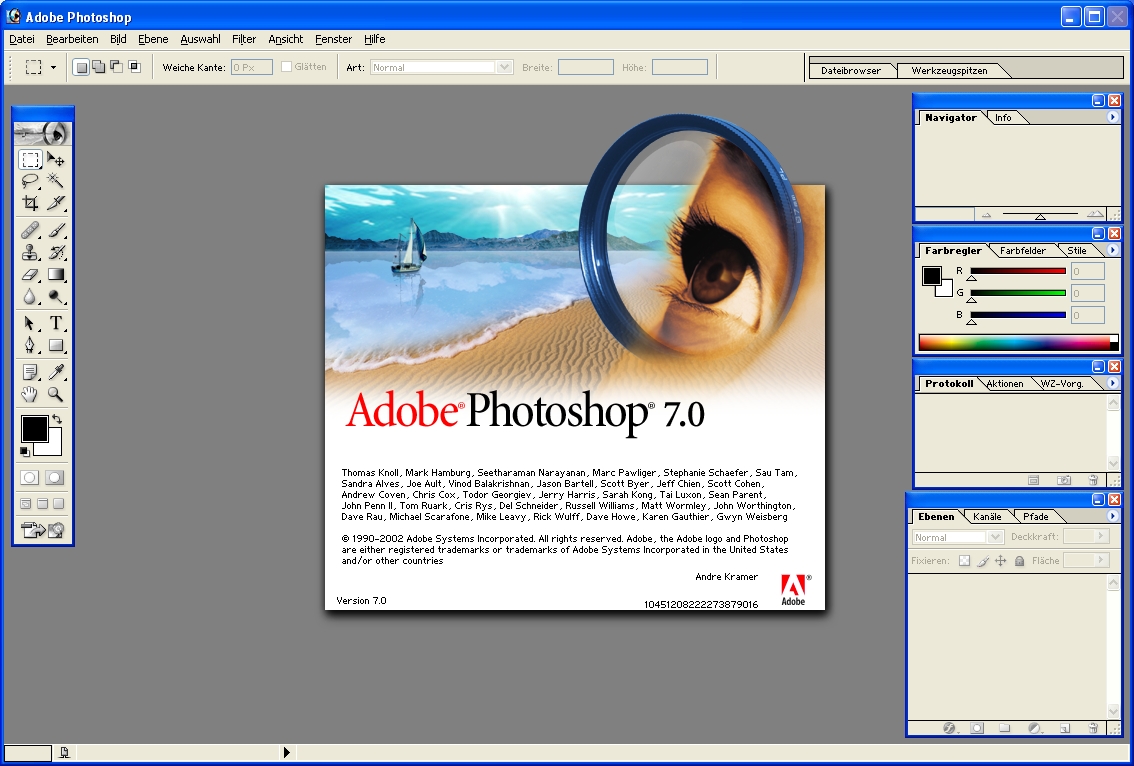 Adobe Photoshop
Datei Bearbeiten Bild Ebene Auswahl Filter Ansicht Fenster Hilfe
Weiche Kante: 0 Px Glätten Art: Normal Breite: Höhe: Dateibrowser Werkzeugspitzen
Navigator Info
Farbregler Farbfelder Stile
R 0
G 0
B 0
Protokoll Aktionen WZ-Vorg.
Ebenen Kanäle Pfade
Normal Deckkraft:
Fixieren: Fläche
Adobe® Photoshop® 7.0
Thomas Knoll, Mark Hamburg, Seetharaman Narayanan, Marc Pawliger, Stephanie Schaefer, Sau Tam,
Sandra Alves, Joe Ault, Vinod Balakrishnan, Jason Bartell, Scott Byer, Jeff Chien, Scott Cohen,
Andrew Coven, Chris Cox, Todor Georgiev, Jerry Harris, Sarah Kong, Tai Luxon, Sean Parent,
John Penn II, Tom Ruark, Cris Rys, Del Schneider, Russell Williams, Matt Wormley, John Worthington,
Dave Rau, Michael Scarafone, Mike Leavy, Rick Wulff, Dave Howe, Karen Gauthier, Gwyn Weisberg
© 1990-2002 Adobe Systems Incorporated. All rights reserved. Adobe, the Adobe logo and Photoshop
are either registered trademarks or trademarks of Adobe Systems Incorporated in the United States
and/or other countries
Andre Kramer
Adobe
®
Version 7.0
10451208222273879016